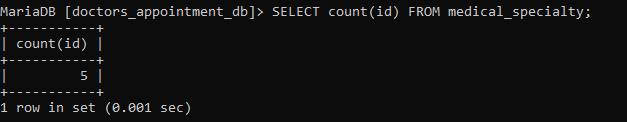 MariaDB [doctors_appointment_db]> SELECT count(id) FROM medical_specialty;
+-----------+
| count(id) |
+-----------+
|         5 |
+-----------+
1 row in set (0.001 sec)